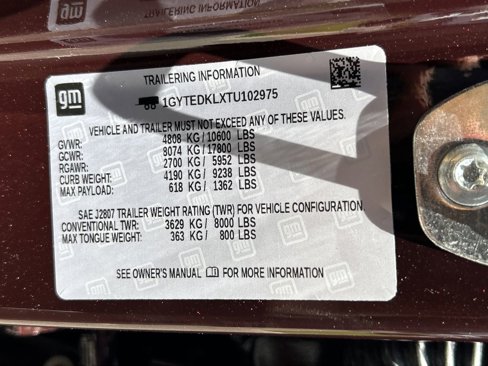 TRAILERING INFORMATION
gm
TRAILERING INFORMATION
1GYTEDKLXTU102975
VEHICLE AND TRAILER MUST NOT EXCEED ANY OF THESE VALUES.
GVWR: 4808 KG / 10600 LBS
GCWR: 8074 KG / 17800 LBS
RGAWR: 2700 KG / 5952 LBS
CURB WEIGHT: 4190 KG / 9238 LBS
MAX PAYLOAD: 618 KG / 1362 LBS
SAE J2807 TRAILER WEIGHT RATING (TWR) FOR VEHICLE CONFIGURATION.
CONVENTIONAL TWR: 3629 KG / 8000 LBS
MAX TONGUE WEIGHT: 363 KG / 800 LBS
SEE OWNER'S MANUAL FOR MORE INFORMATION